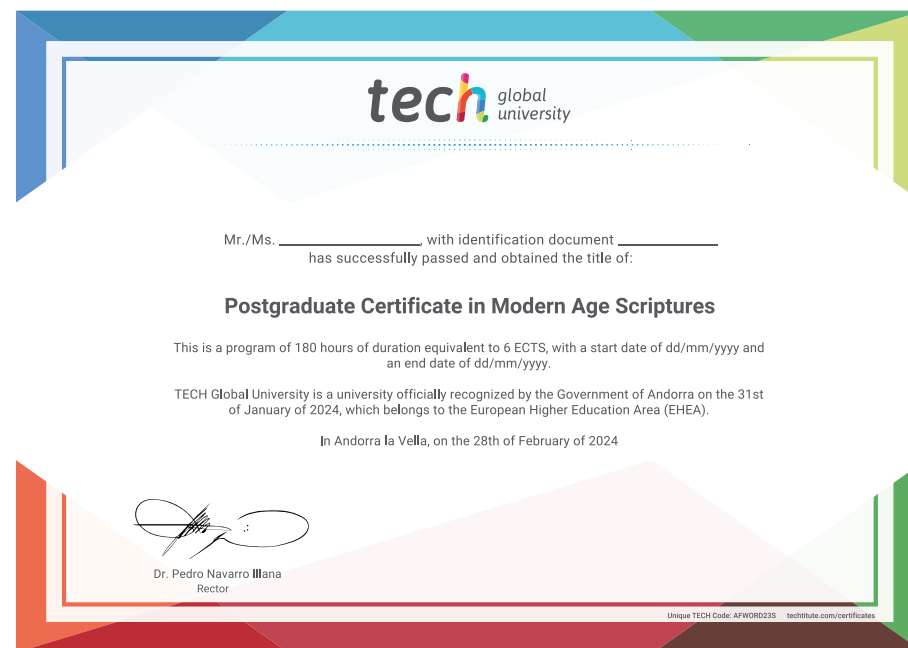 tech global university
Mr./Ms. ____________________, with identification document ______________
has successfully passed and obtained the title of:
Postgraduate Certificate in Modern Age Scriptures
This is a program of 180 hours of duration equivalent to 6 ECTS, with a start date of dd/mm/yyyy and
an end date of dd/mm/yyyy.
TECH Global University is a university officially recognized by the Government of Andorra on the 31st
of January of 2024, which belongs to the European Higher Education Area (EHEA).
In Andorra la Vella, on the 28th of February of 2024
Dr. Pedro Navarro Illana
Rector
Unique TECH Code: AFWORD23S techtitute.com/certificates